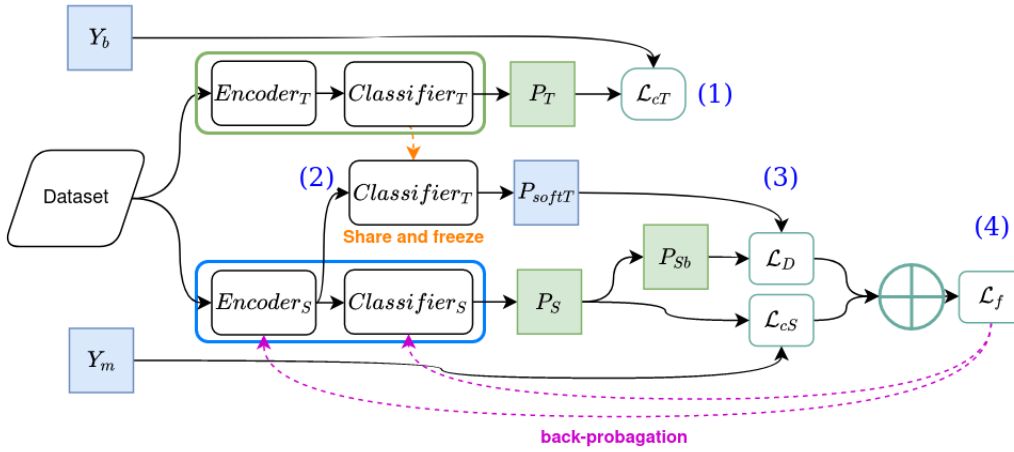 Y_b
Encoder_T
Classifier_T
P_T
ℒ_cT
(1)
Dataset
(2)
Classifier_T
P_softT
(3)
Share and freeze
P_Sb
ℒ_D
(4)
Encoder_S
Classifier_S
P_S
ℒ_cS
ℒ_f
Y_m
back-probagation